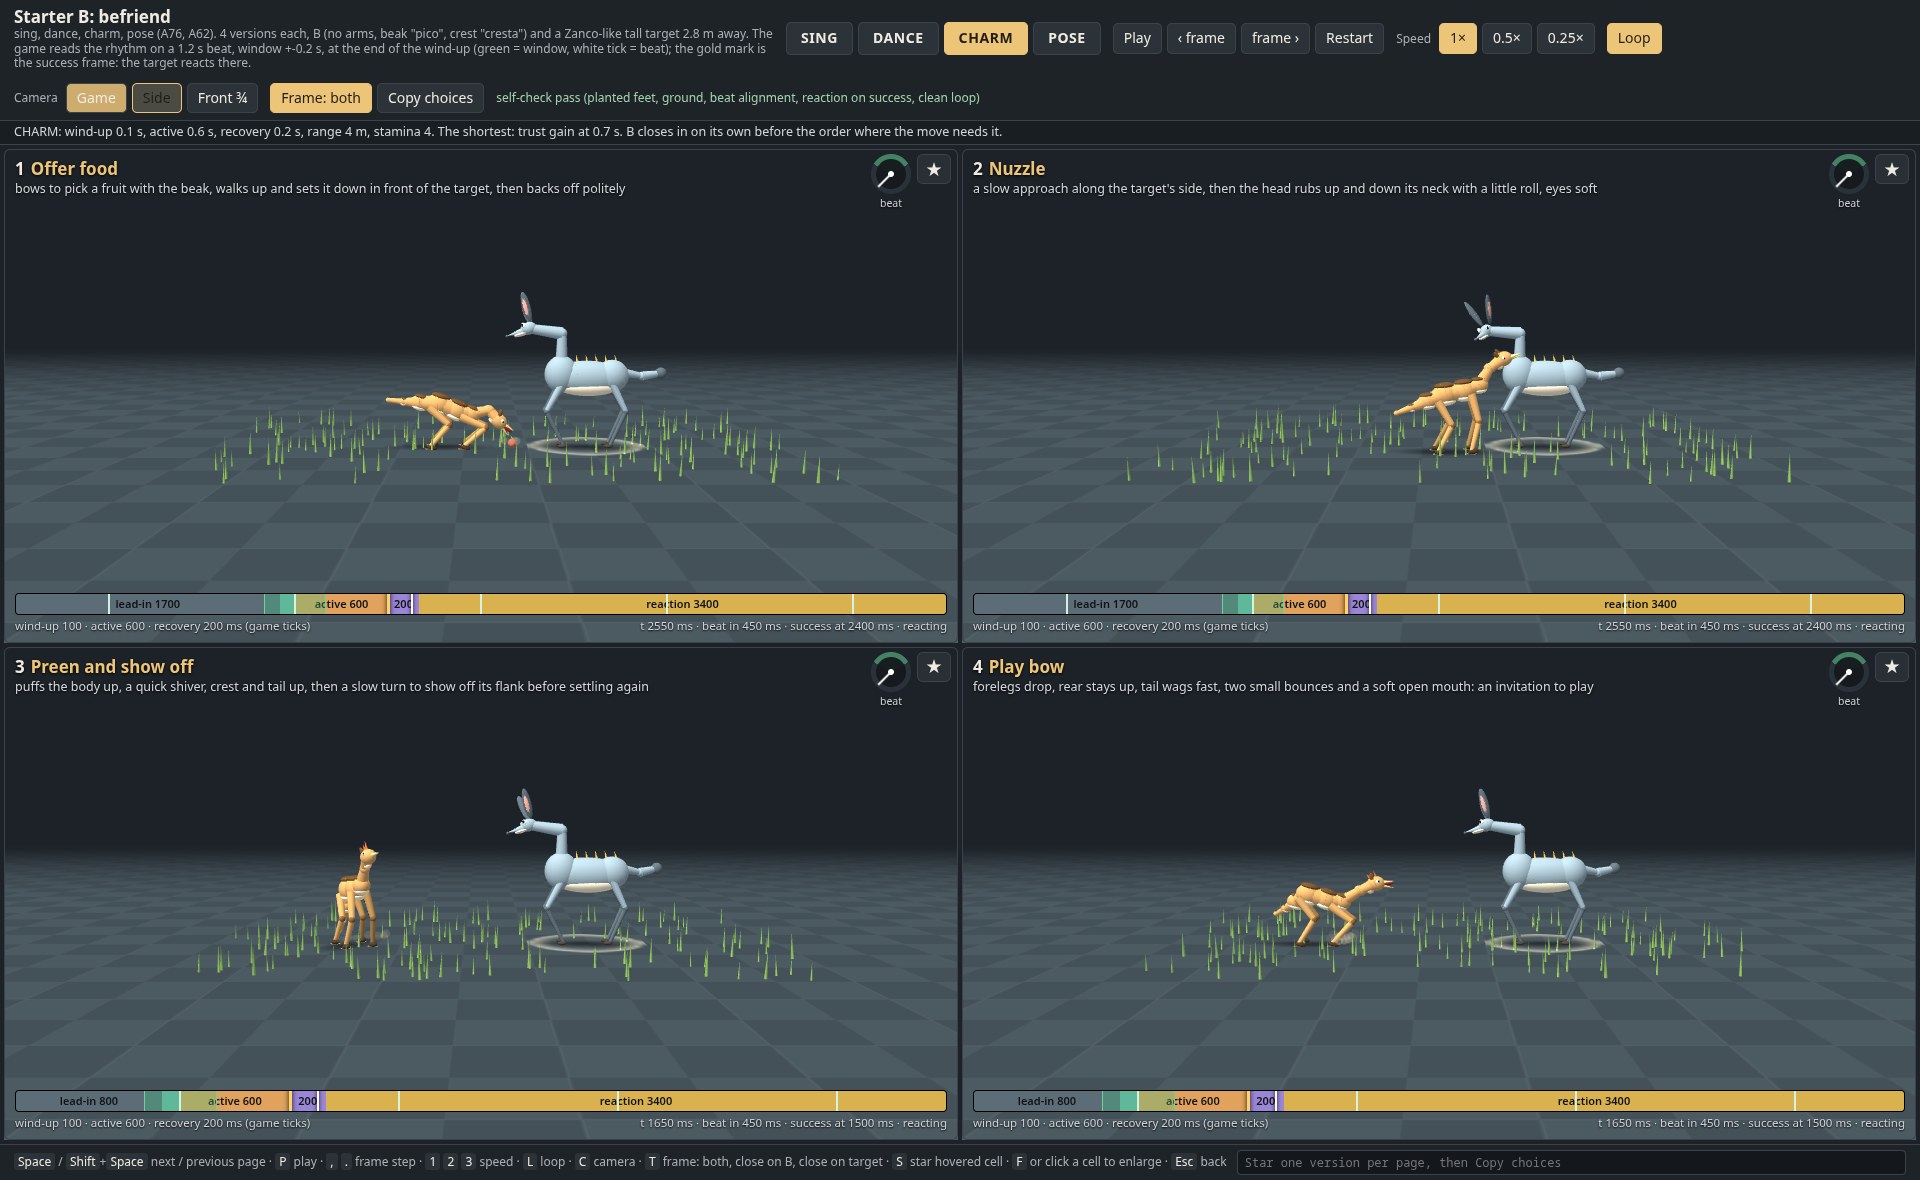 Starter B: befriend
sing, dance, charm, pose (A76, A62). 4 versions each, B (no arms, beak "pico", crest "cresta") and a Zanco-like tall target 2.8 m away. The
game reads the rhythm on a 1.2 s beat, window +-0.2 s, at the end of the wind-up (green = window, white tick = beat); the gold mark is
the success frame: the target reacts there.
SING DANCE CHARM POSE Play ‹ frame frame › Restart Speed 1× 0.5× 0.25× Loop
Camera Game Side Front ¾ Frame: both Copy choices self-check pass (planted feet, ground, beat alignment, reaction on success, clean loop)
CHARM: wind-up 0.1 s, active 0.6 s, recovery 0.2 s, range 4 m, stamina 4. The shortest: trust gain at 0.7 s. B closes in on its own before the order where the move needs it.
1 Offer food
bows to pick a fruit with the beak, walks up and sets it down in front of the target, then backs off politely
beat
★
lead-in 1700 active 600 200 reaction 3400
wind-up 100 · active 600 · recovery 200 ms (game ticks) t 2550 ms · beat in 450 ms · success at 2400 ms · reacting
2 Nuzzle
a slow approach along the target's side, then the head rubs up and down its neck with a little roll, eyes soft
beat
★
lead-in 1700 active 600 200 reaction 3400
wind-up 100 · active 600 · recovery 200 ms (game ticks) t 2550 ms · beat in 450 ms · success at 2400 ms · reacting
3 Preen and show off
puffs the body up, a quick shiver, crest and tail up, then a slow turn to show off its flank before settling again
beat
★
lead-in 800 active 600 200 reaction 3400
wind-up 100 · active 600 · recovery 200 ms (game ticks) t 1650 ms · beat in 450 ms · success at 1500 ms · reacting
4 Play bow
forelegs drop, rear stays up, tail wags fast, two small bounces and a soft open mouth: an invitation to play
beat
★
lead-in 800 active 600 200 reaction 3400
wind-up 100 · active 600 · recovery 200 ms (game ticks) t 1650 ms · beat in 450 ms · success at 1500 ms · reacting
Space / Shift+Space next / previous page · P play · , . frame step · 1 2 3 speed · L loop · C camera · T frame: both, close on B, close on target · S star hovered cell · F or click a cell to enlarge · Esc back Star one version per page, then Copy choices